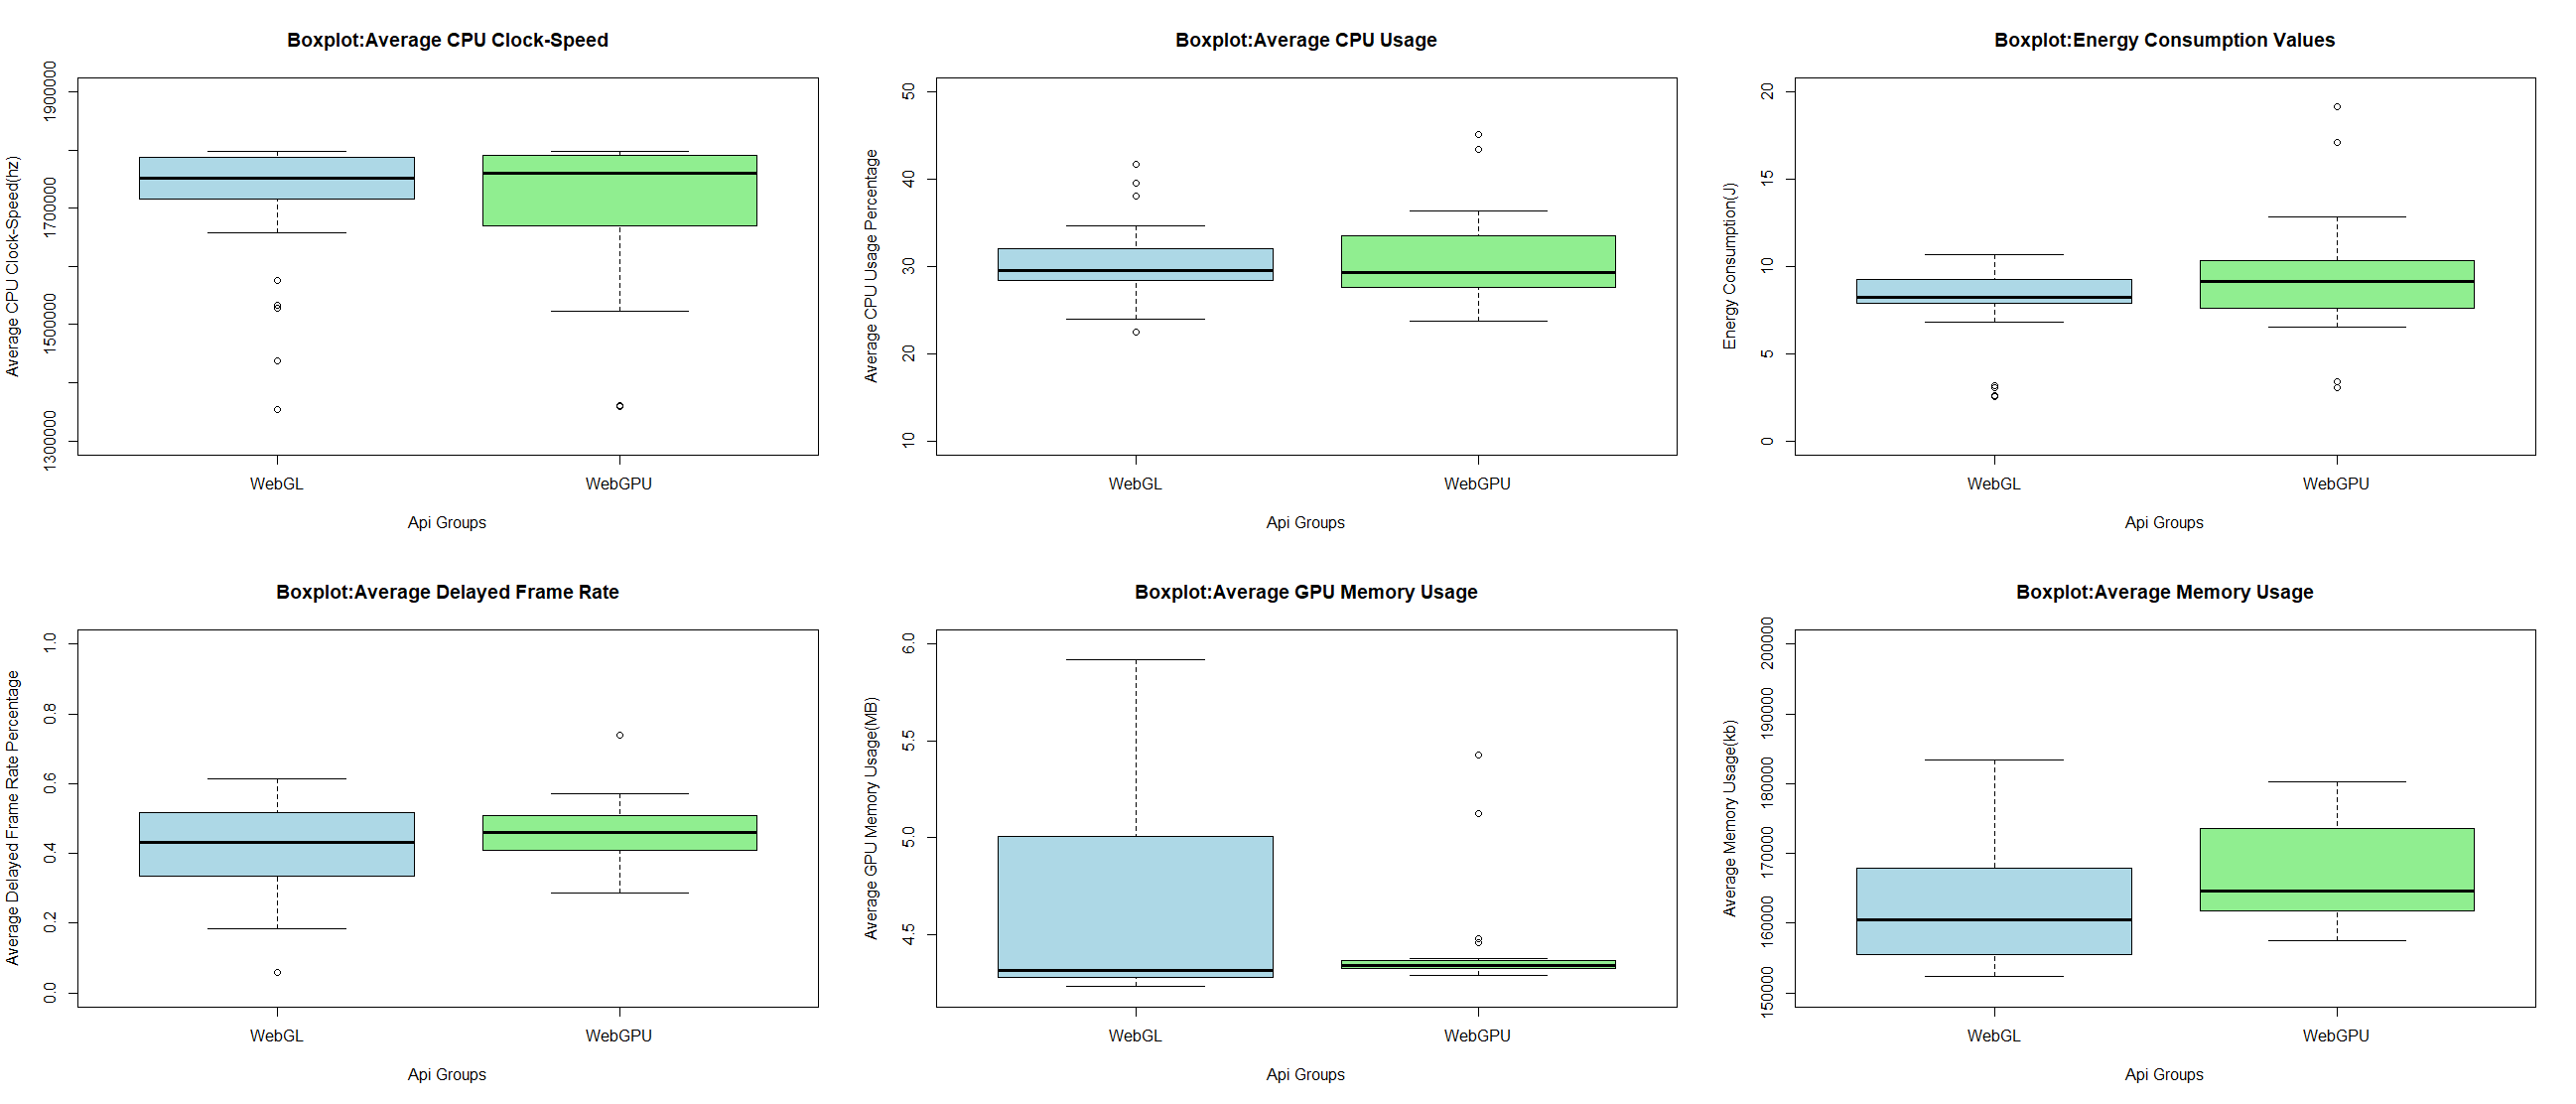 Boxplot:Average CPU Clock-Speed
Average CPU Clock-Speed(hz)
1900000
1700000
1500000
1300000
WebGL WebGPU
Api Groups
Boxplot:Average CPU Usage
Average CPU Usage Percentage
50
40
30
20
10
WebGL WebGPU
Api Groups
Boxplot:Energy Consumption Values
Energy Consumption(J)
20
15
10
5
0
WebGL WebGPU
Api Groups
Boxplot:Average Delayed Frame Rate
Average Delayed Frame Rate Percentage
1.0
0.8
0.6
0.4
0.2
0.0
WebGL WebGPU
Api Groups
Boxplot:Average GPU Memory Usage
Average GPU Memory Usage(MB)
6.0
5.5
5.0
4.5
WebGL WebGPU
Api Groups
Boxplot:Average Memory Usage
Average Memory Usage(kb)
200000
190000
180000
170000
160000
150000
WebGL WebGPU
Api Groups